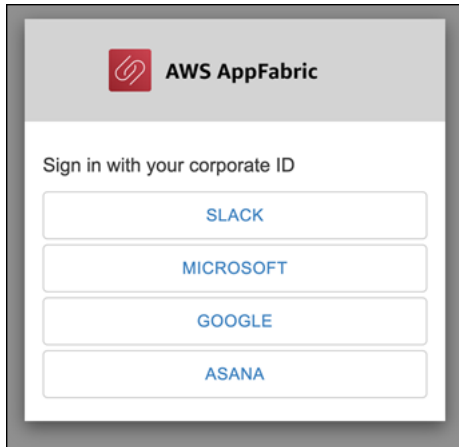 AWS AppFabric
Sign in with your corporate ID
SLACK
MICROSOFT
GOOGLE
ASANA